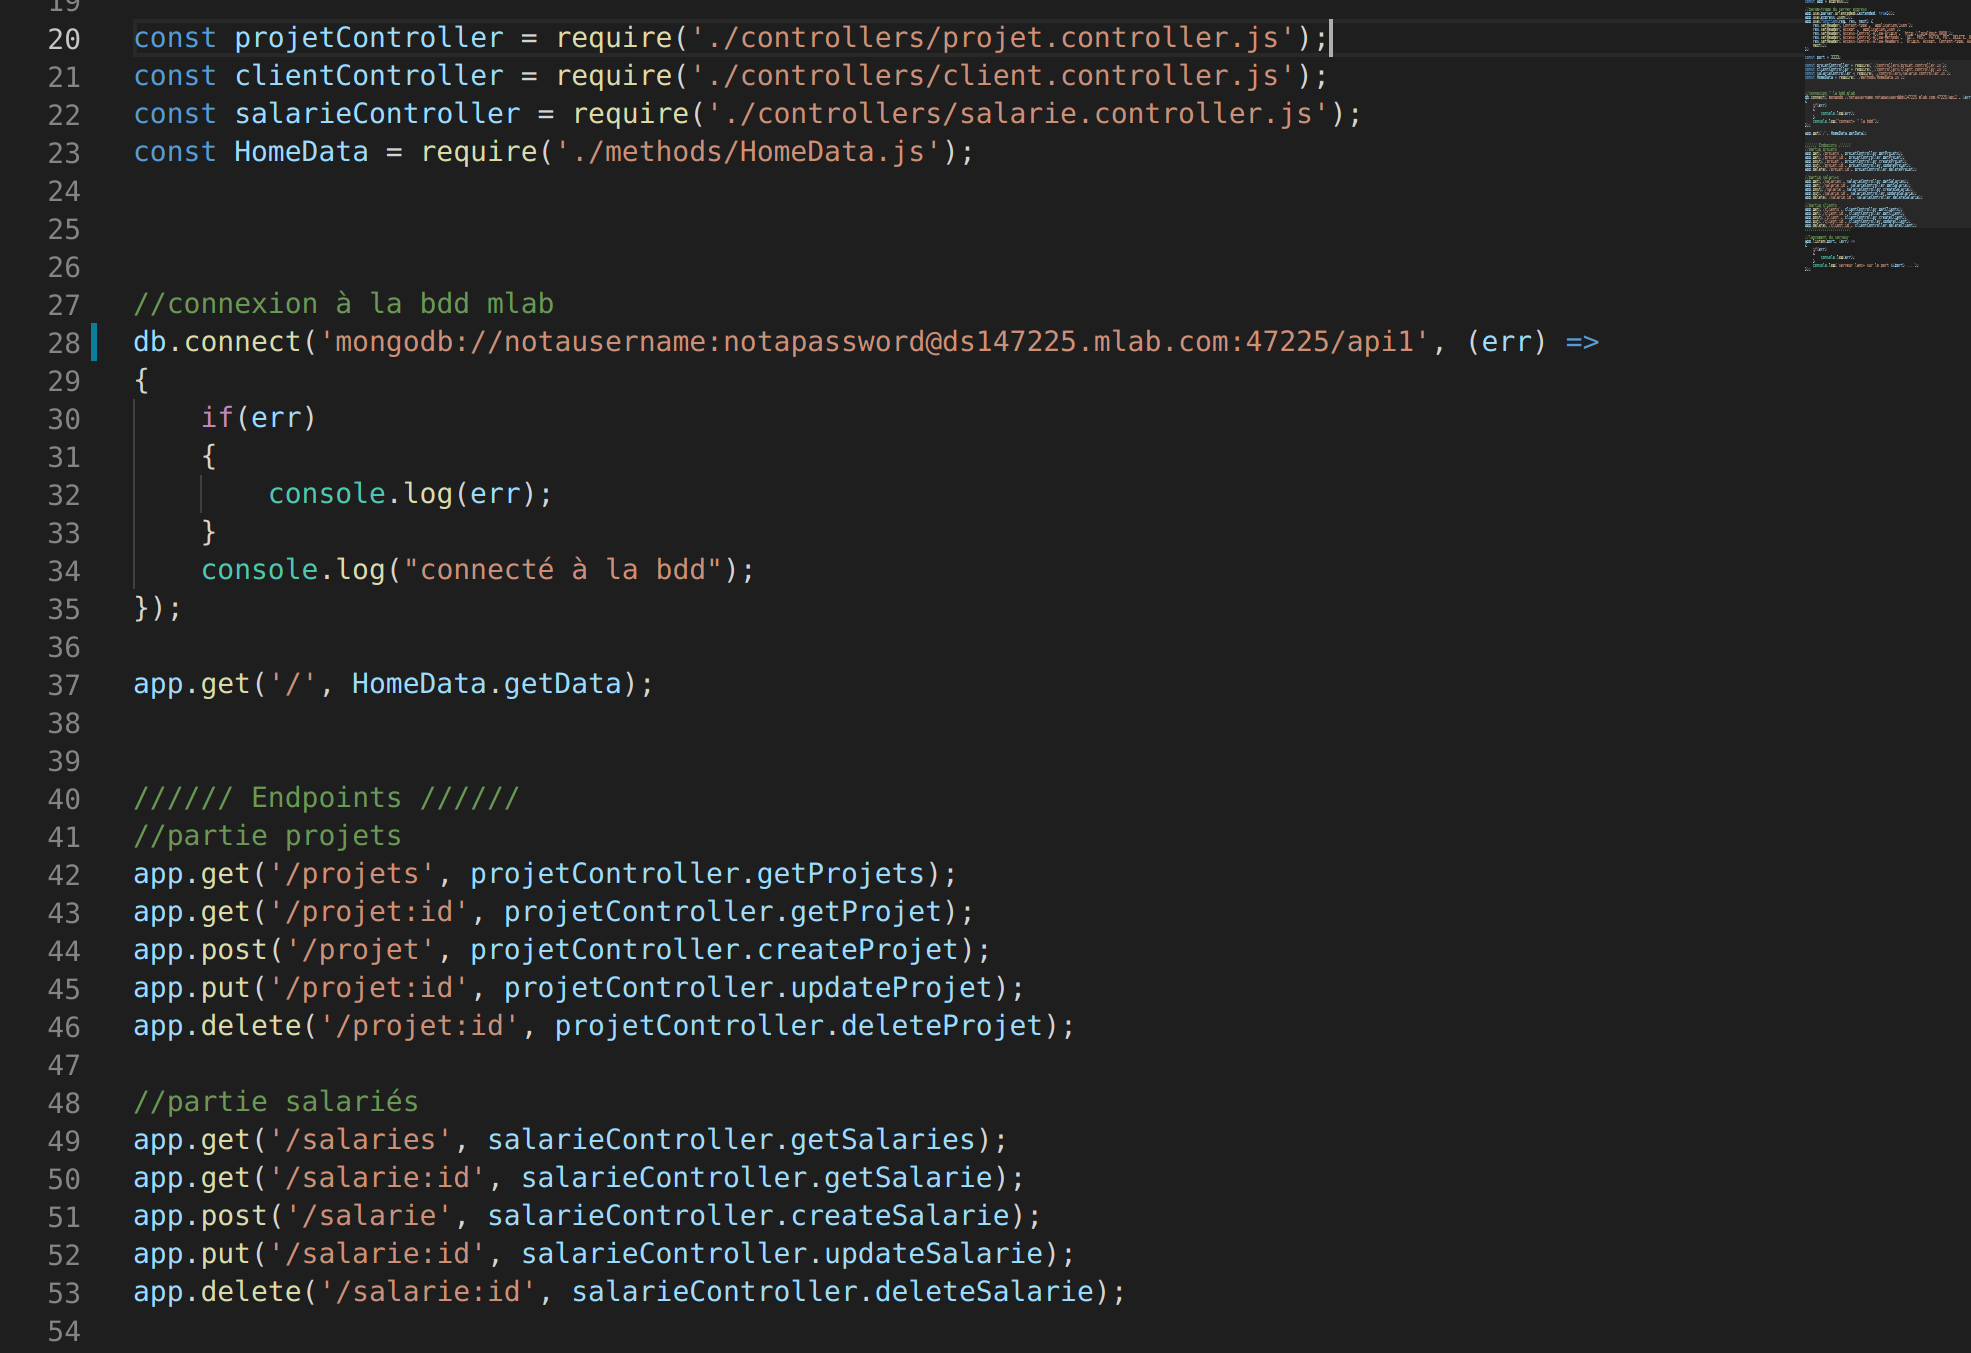 19
20 const projetController = require('./controllers/projet.controller.js');
21 const clientController = require('./controllers/client.controller.js');
22 const salarieController = require('./controllers/salarie.controller.js');
23 const HomeData = require('./methods/HomeData.js');
24
25
26
27 //connexion à la bdd mlab
28 db.connect('mongodb://notausername:notapassword@ds147225.mlab.com:47225/api1', (err) =>
29 {
30     if(err)
31     {
32         console.log(err);
33     }
34     console.log("connecté à la bdd");
35 });
36
37 app.get('/', HomeData.getData);
38
39
40 ////// Endpoints //////
41 //partie projets
42 app.get('/projets', projetController.getProjets);
43 app.get('/projet:id', projetController.getProjet);
44 app.post('/projet', projetController.createProjet);
45 app.put('/projet:id', projetController.updateProjet);
46 app.delete('/projet:id', projetController.deleteProjet);
47
48 //partie salariés
49 app.get('/salaries', salarieController.getSalaries);
50 app.get('/salarie:id', salarieController.getSalarie);
51 app.post('/salarie', salarieController.createSalarie);
52 app.put('/salarie:id', salarieController.updateSalarie);
53 app.delete('/salarie:id', salarieController.deleteSalarie);
54